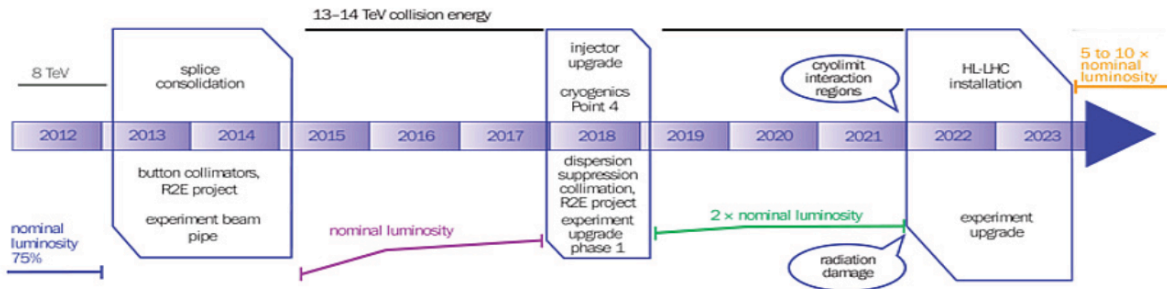 13–14 TeV collision energy
8 TeV
splice
consolidation
injector
upgrade
cryogenics
Point 4
cryolimit
interaction
regions
HL-LHC
installation
5 to 10 ×
nominal
luminosity
2012
2013
2014
2015
2016
2017
2018
2019
2020
2021
2022
2023
nominal
luminosity
75%
button collimators,
R2E project
experiment beam
pipe
nominal luminosity
dispersion
suppression
collimation,
R2E project
experiment
upgrade
phase 1
2 × nominal luminosity
radiation
damage
experiment
upgrade